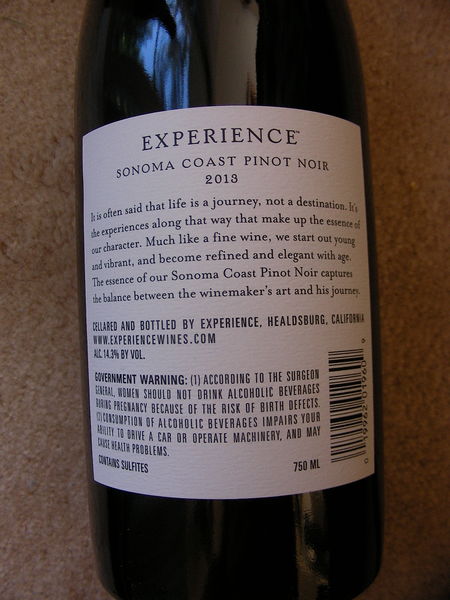 EXPERIENCE™
SONOMA COAST PINOT NOIR
2013
It is often said that life is a journey, not a destination. It's
the experiences along that way that make up the essence of
our character. Much like a fine wine, we start out young
and vibrant, and become refined and elegant with age.
The essence of our Sonoma Coast Pinot Noir captures
the balance between the winemaker's art and his journey.
CELLARED AND BOTTLED BY EXPERIENCE, HEALDSBURG, CALIFORNIA
WWW.EXPERIENCEWINES.COM
ALC. 14.3% BY VOL.
GOVERNMENT WARNING: (1) ACCORDING TO THE SURGEON
GENERAL, WOMEN SHOULD NOT DRINK ALCOHOLIC BEVERAGES
DURING PREGNANCY BECAUSE OF THE RISK OF BIRTH DEFECTS.
(2) CONSUMPTION OF ALCOHOLIC BEVERAGES IMPAIRS YOUR
ABILITY TO DRIVE A CAR OR OPERATE MACHINERY, AND MAY
CAUSE HEALTH PROBLEMS.
CONTAINS SULFITES
750 ML